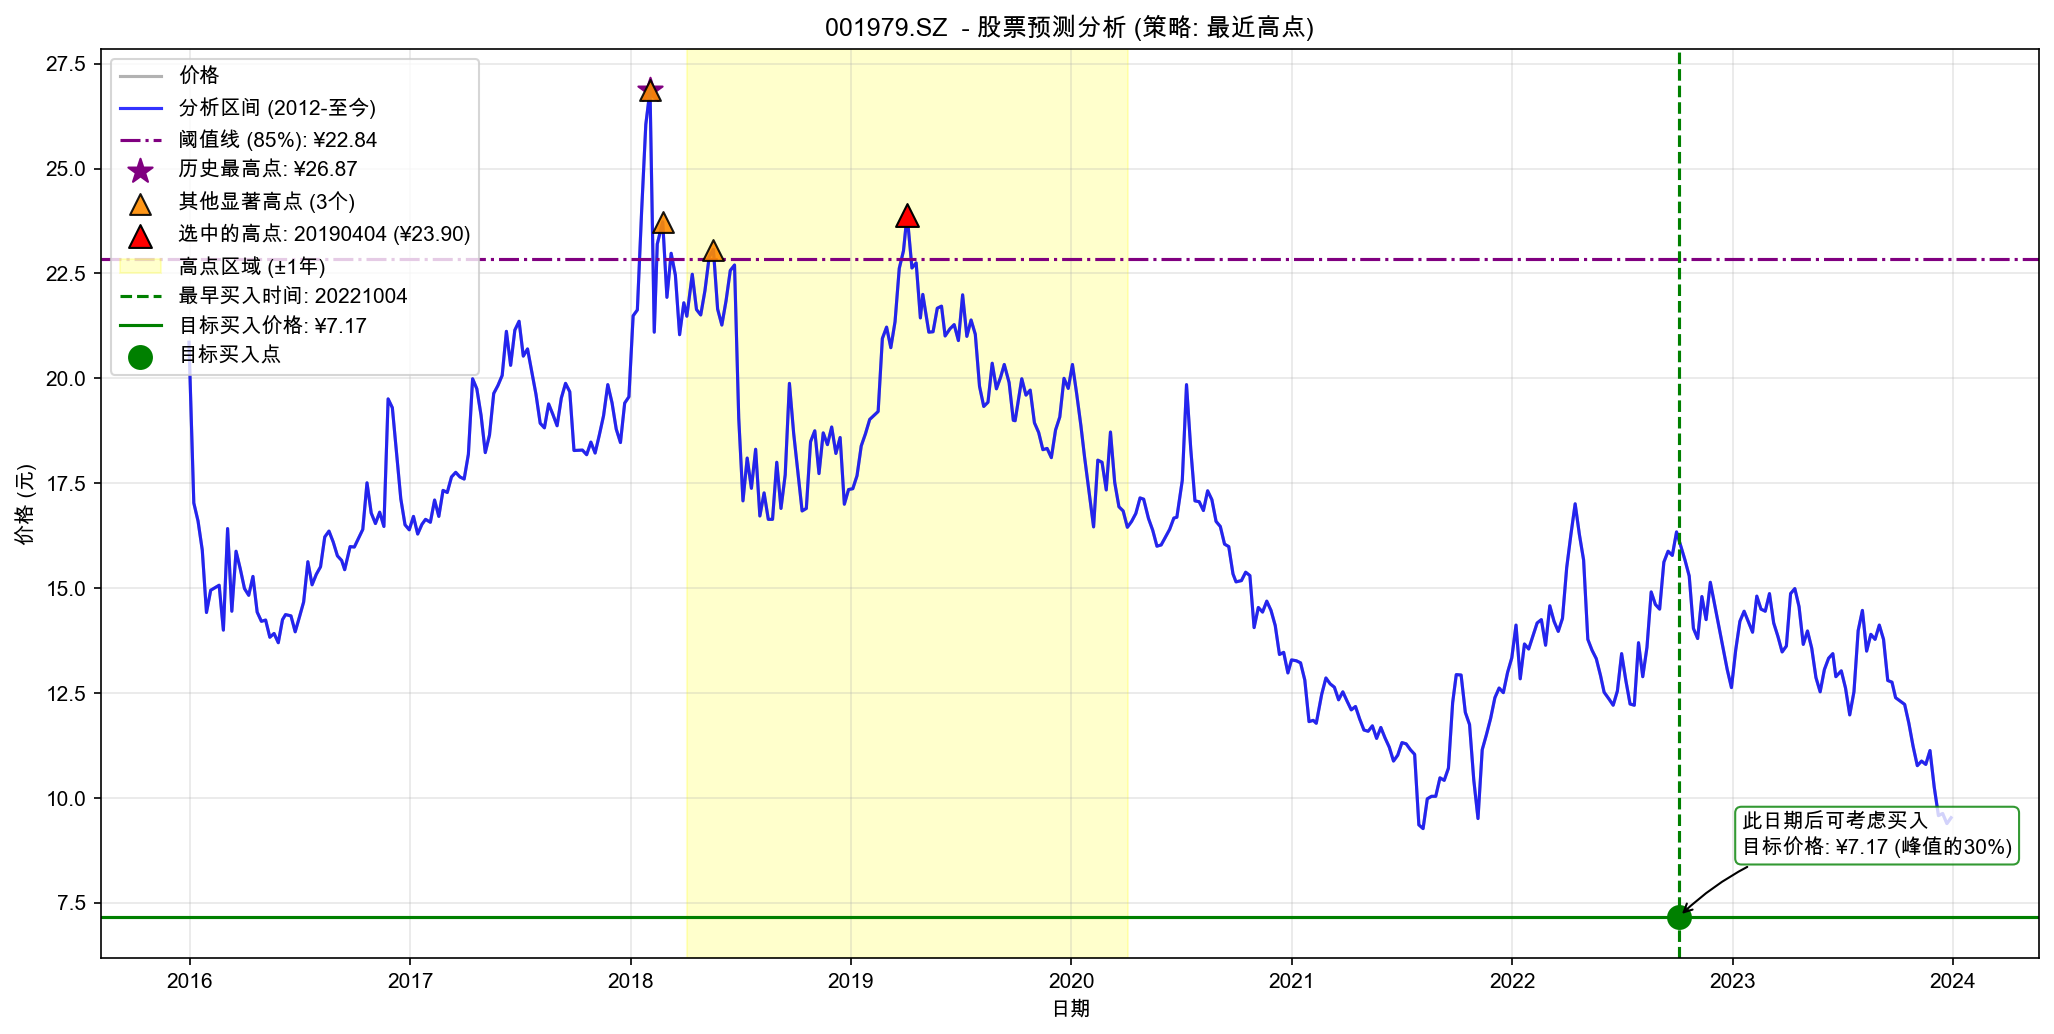 001979.SZ - 股票预测分析 (策略: 最近高点)
27.5
25.0
22.5
20.0
17.5
15.0
12.5
10.0
7.5
价格 (元)
价格
分析区间 (2012-至今)
阈值线 (85%): ¥22.84
历史最高点: ¥26.87
其他显著高点 (3个)
选中的高点: 20190404 (¥23.90)
高点区域 (±1年)
最早买入时间: 20221004
目标买入价格: ¥7.17
目标买入点
此日期后可考虑买入
目标价格: ¥7.17 (峰值的30%)
2016
2017
2018
2019
2020
2021
2022
2023
2024
日期